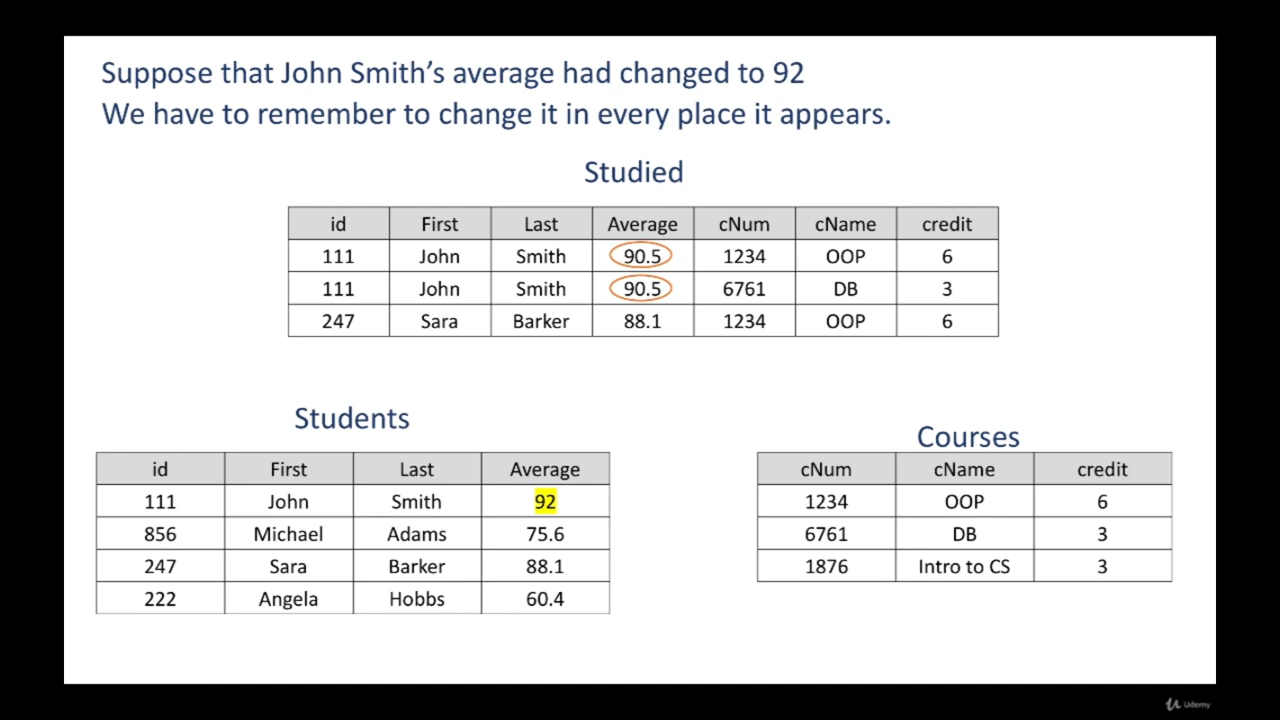 Suppose that John Smith's average had changed to 92
We have to remember to change it in every place it appears.
Studied
id First Last Average cNum cName credit
111 John Smith 90.5 1234 OOP 6
111 John Smith 90.5 6761 DB 3
247 Sara Barker 88.1 1234 OOP 6
Students
id First Last Average
111 John Smith 92
856 Michael Adams 75.6
247 Sara Barker 88.1
222 Angela Hobbs 60.4
Courses
cNum cName credit
1234 OOP 6
6761 DB 3
1876 Intro to CS 3
Udemy